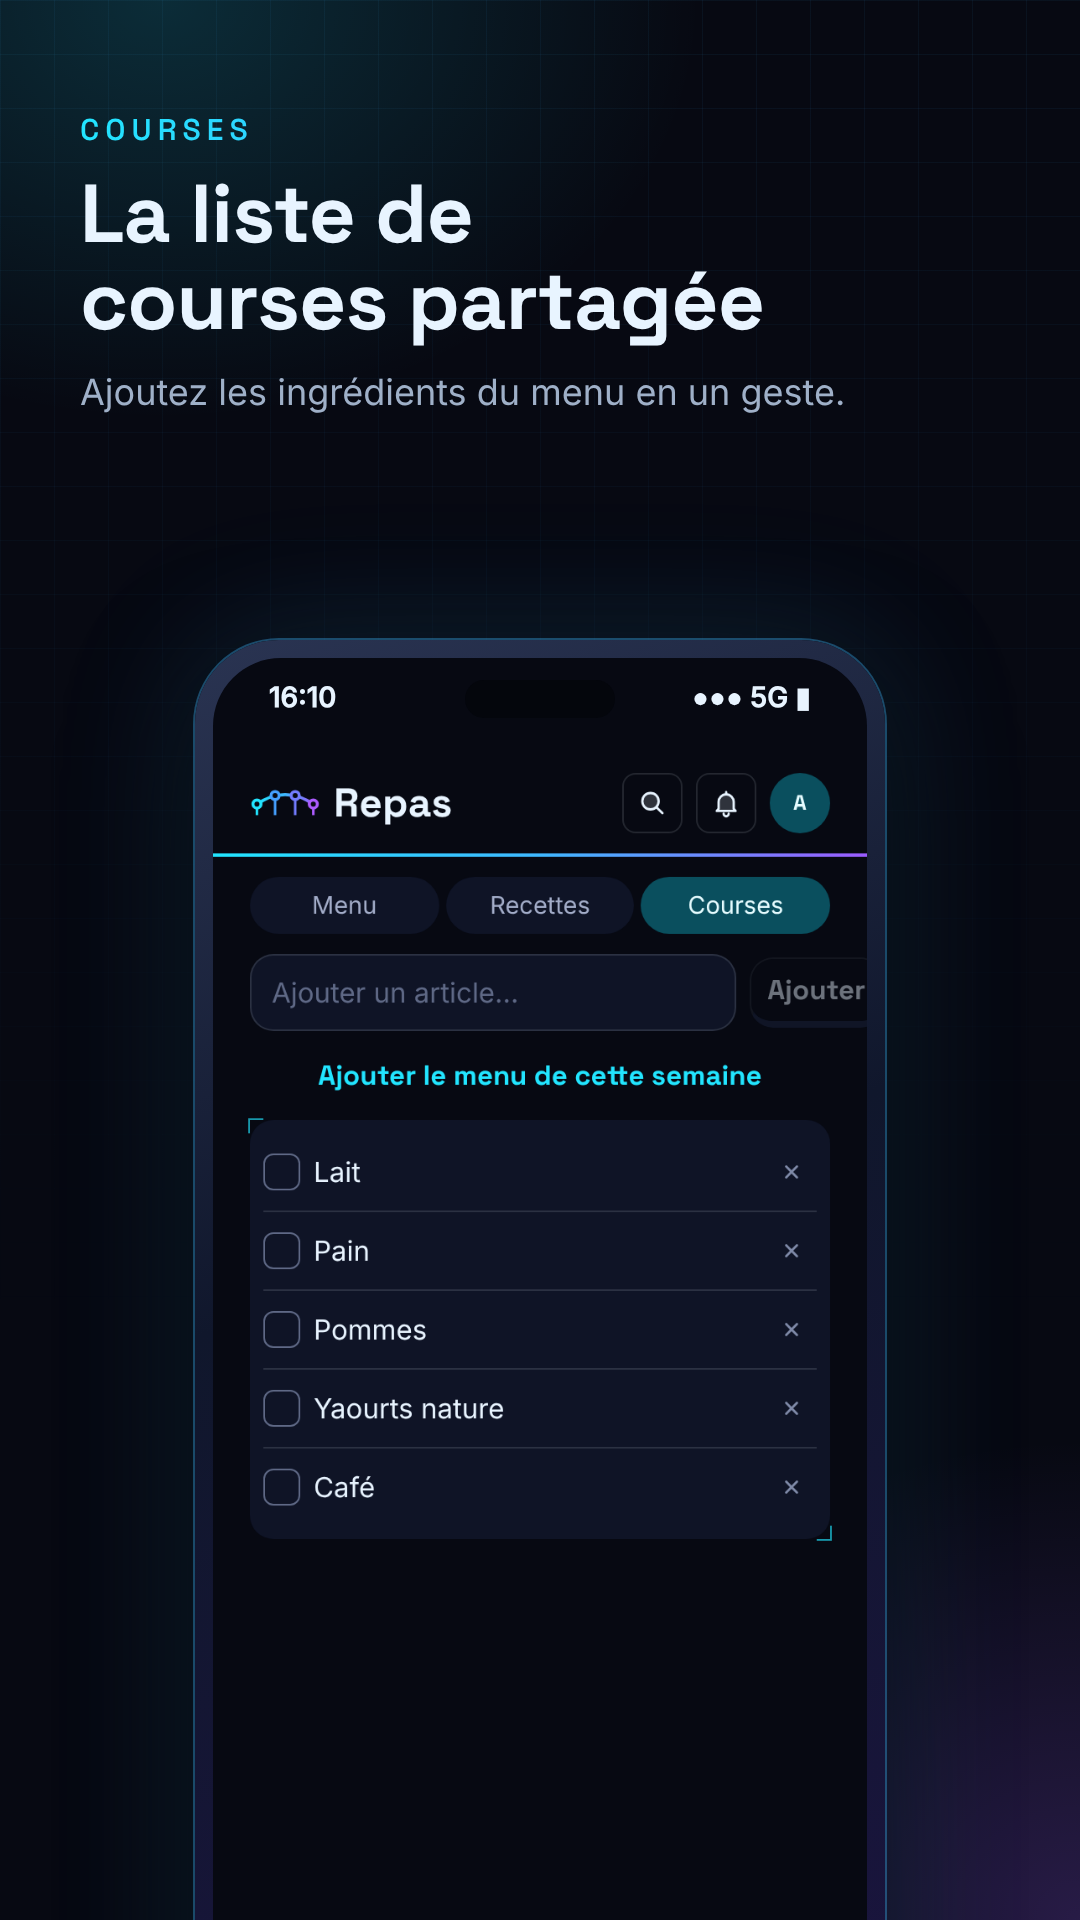 COURSES
La liste de
courses partagée
Ajoutez les ingrédients du menu en un geste.
16:10 ●●● 5G ▮
Repas A
Menu Recettes Courses
Ajouter un article... Ajouter
Ajouter le menu de cette semaine
Lait ×
Pain ×
Pommes ×
Yaourts nature ×
Café ×